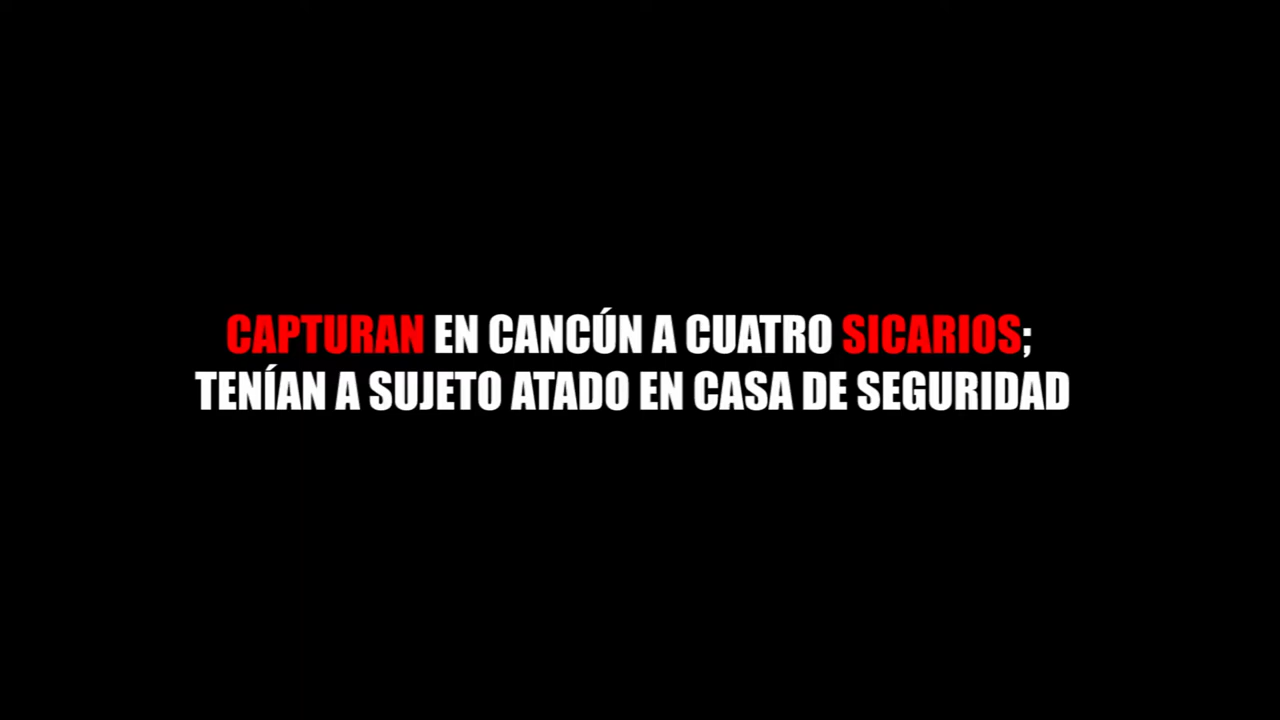 CAPTURAN EN CANCÚN A CUATRO SICARIOS;
TENÍAN A SUJETO ATADO EN CASA DE SEGURIDAD